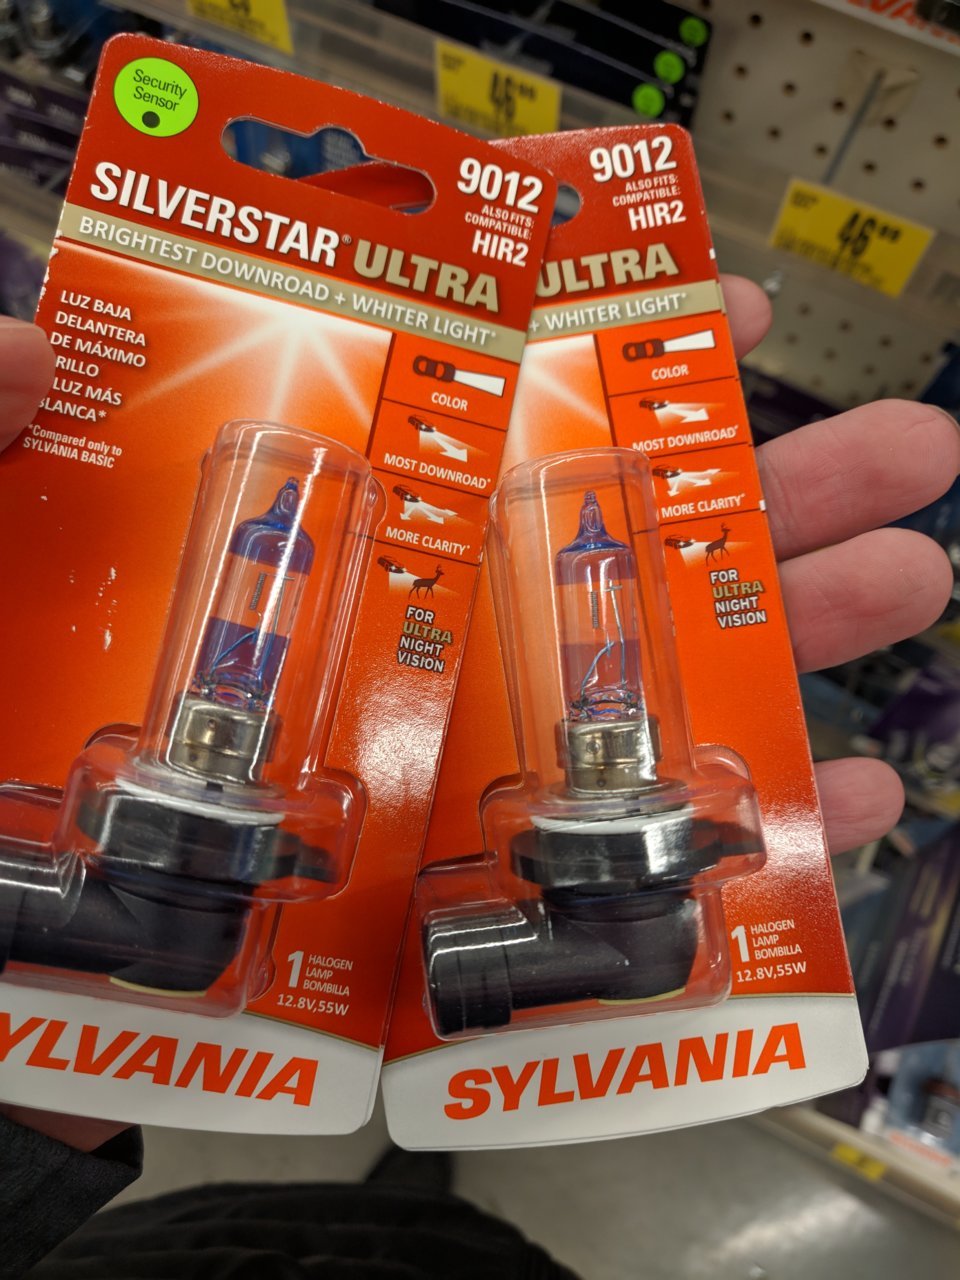 Security
Sensor
SILVERSTAR® ULTRA
BRIGHTEST DOWNROAD + WHITER LIGHT*
9012
ALSO FITS:
COMPATIBLE:
HIR2
LUZ BAJA
DELANTERA
DE MÁXIMO
RILLO
LUZ MÁS
BLANCA*
*Compared only to
SYLVANIA BASIC
COLOR
MOST DOWNROAD*
MORE CLARITY*
FOR
ULTRA
NIGHT
VISION
1 HALOGEN
LAMP
BOMBILLA
12.8V,55W
SYLVANIA
9012
ALSO FITS:
COMPATIBLE:
HIR2
ULTRA
+ WHITER LIGHT*
COLOR
MOST DOWNROAD*
MORE CLARITY*
FOR
ULTRA
NIGHT
VISION
1 HALOGEN
LAMP
BOMBILLA
12.8V,55W
SYLVANIA
46
46